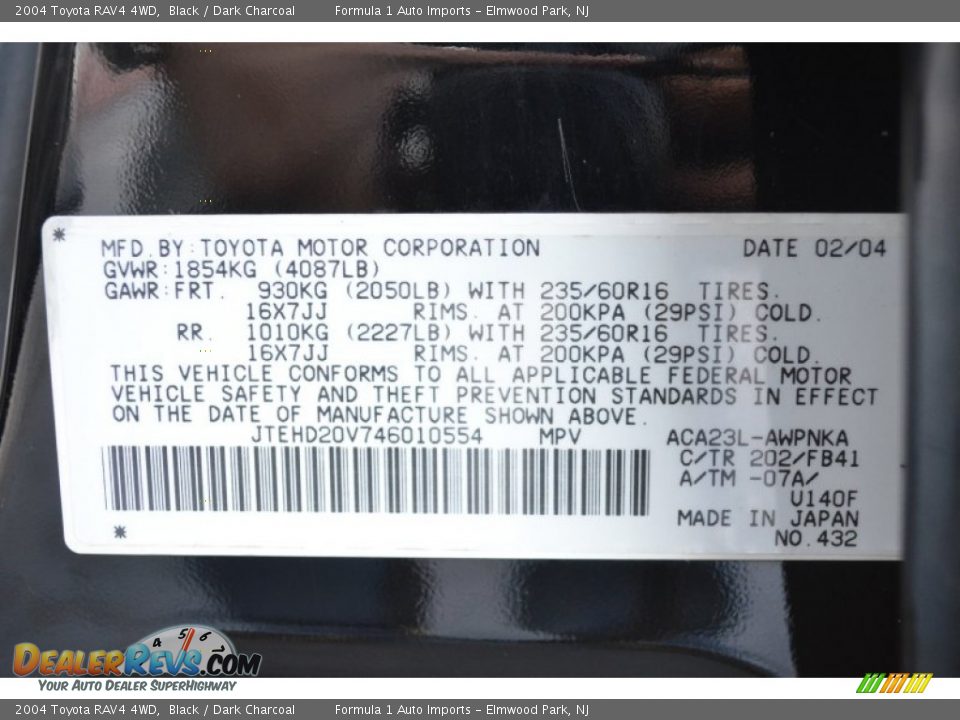 2004 Toyota RAV4 4WD, Black / Dark Charcoal Formula 1 Auto Imports - Elmwood Park, NJ
MFD.BY:TOYOTA MOTOR CORPORATION DATE 02/04
GVWR:1854KG (4087LB)
GAWR:FRT. 930KG (2050LB) WITH 235/60R16 TIRES.
16X7JJ RIMS. AT 200KPA (29PSI) COLD.
RR. 1010KG (2227LB) WITH 235/60R16 TIRES.
16X7JJ RIMS. AT 200KPA (29PSI) COLD.
THIS VEHICLE CONFORMS TO ALL APPLICABLE FEDERAL MOTOR
VEHICLE SAFETY AND THEFT PREVENTION STANDARDS IN EFFECT
ON THE DATE OF MANUFACTURE SHOWN ABOVE.
JTEHD20V746010554 MPV ACA23L-AWPNKA
C/TR 202/FB41
A/TM -07A/
U140F
MADE IN JAPAN
NO.432
4 5 6
DEALERREVS.COM
YOUR AUTO DEALER SUPERHIGHWAY
2004 Toyota RAV4 4WD, Black / Dark Charcoal Formula 1 Auto Imports - Elmwood Park, NJ